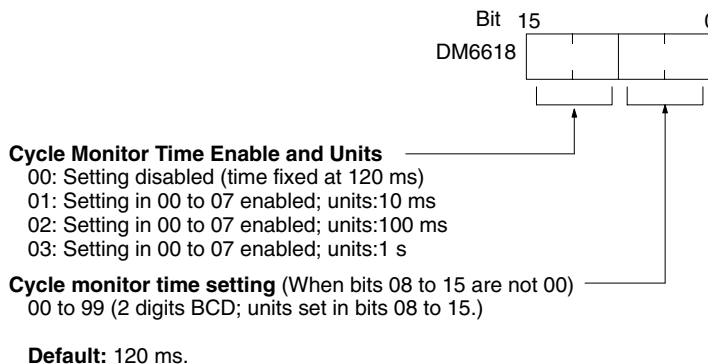 Bit 15 0
DM6618
Cycle Monitor Time Enable and Units
00: Setting disabled (time fixed at 120 ms)
01: Setting in 00 to 07 enabled; units:10 ms
02: Setting in 00 to 07 enabled; units:100 ms
03: Setting in 00 to 07 enabled; units:1 s
Cycle monitor time setting (When bits 08 to 15 are not 00)
00 to 99 (2 digits BCD; units set in bits 08 to 15.)
Default: 120 ms.